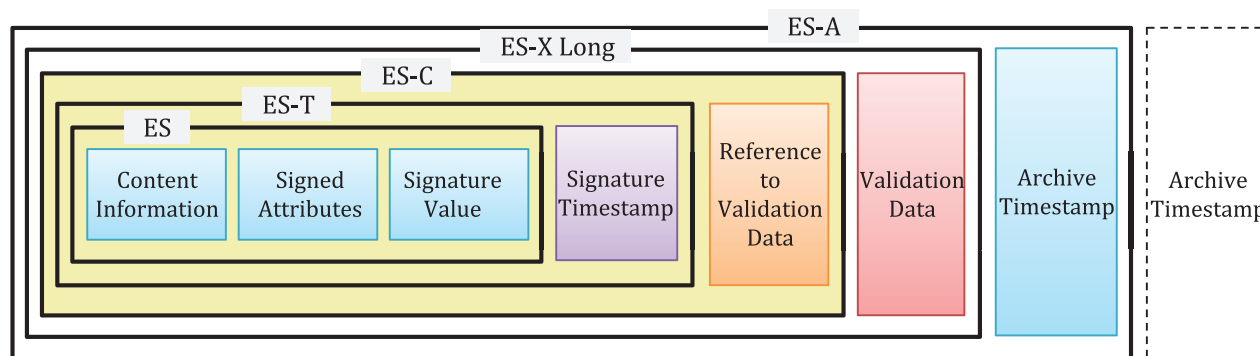 ES-A
ES-X Long
ES-C
ES-T
ES
Content
Information
Signed
Attributes
Signature
Value
Signature
Timestamp
Reference
to
Validation
Data
Validation
Data
Archive
Timestamp
Archive
Timestamp